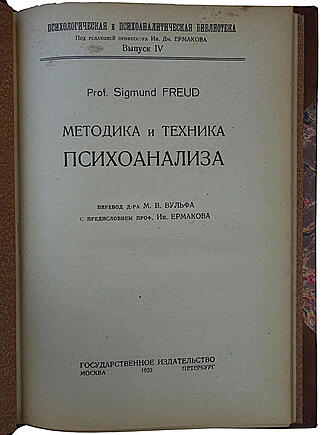 ПСИХОЛОГИЧЕСКАЯ и ПСИХОАНАЛИТИЧЕСКАЯ БИБЛИОТЕКА
Под редакцией профессора Ив. Дм. ЕРМАКОВА
Выпуск IV
Prof. Sigmund FREUD
МЕТОДИКА и ТЕХНИКА
ПСИХОАНАЛИЗА
ПЕРЕВОД Д-РА М. В. ВУЛЬФА
С ПРЕДИСЛОВИЕМ ПРОФ. Ив. ЕРМАКОВА
ГОСУДАРСТВЕННОЕ ИЗДАТЕЛЬСТВО
МОСКВА 1923 ПЕТЕРБУРГ